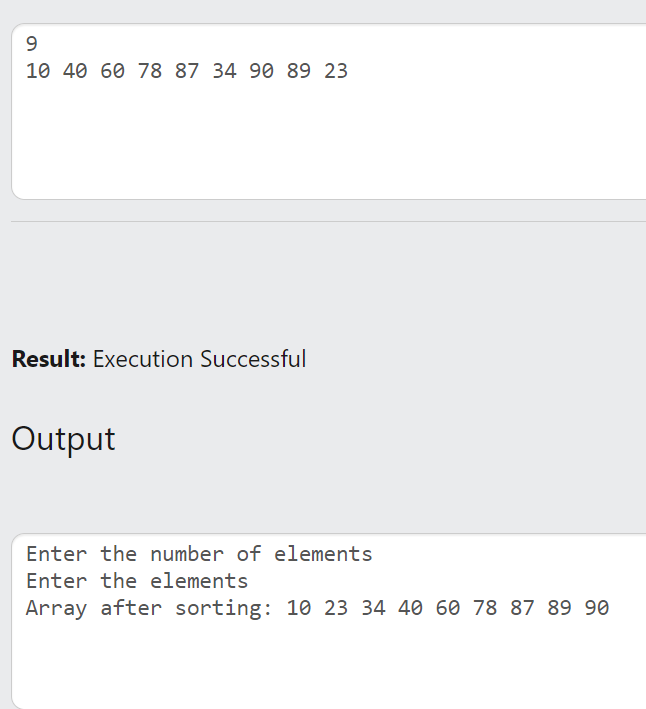 9
10 40 60 78 87 34 90 89 23
Result: Execution Successful
Output
Enter the number of elements
Enter the elements
Array after sorting: 10 23 34 40 60 78 87 89 90